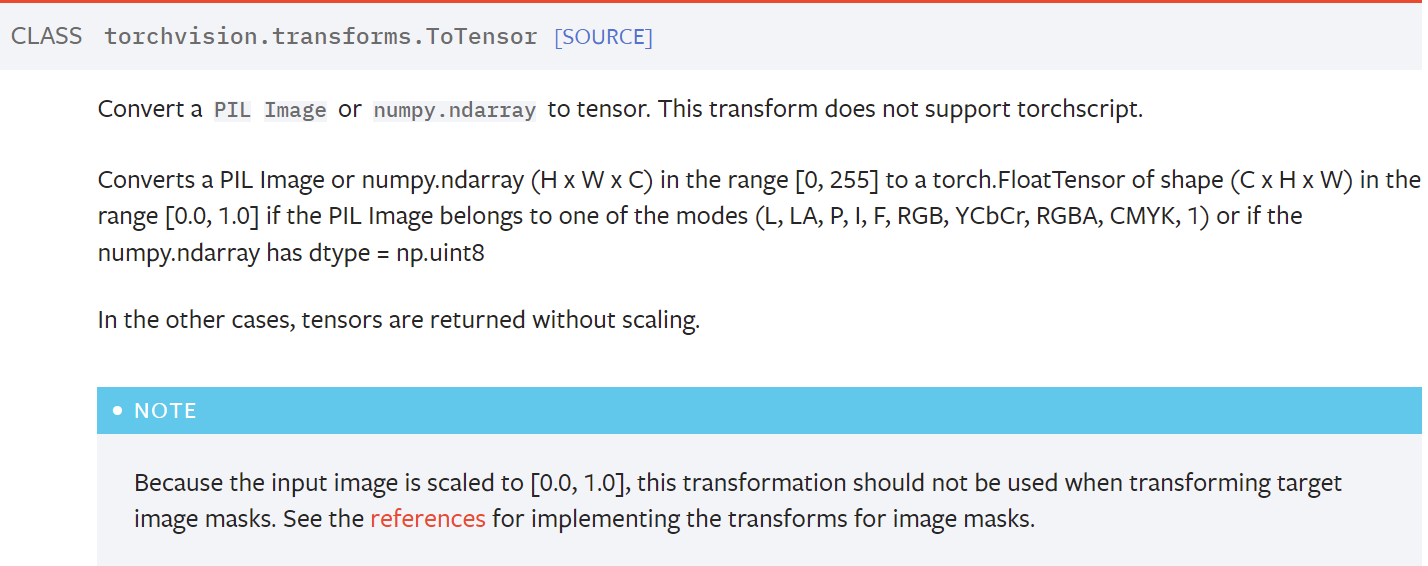 CLASS torchvision.transforms.ToTensor [SOURCE]
Convert a PIL Image or numpy.ndarray to tensor. This transform does not support torchscript.
Converts a PIL Image or numpy.ndarray (H x W x C) in the range [0, 255] to a torch.FloatTensor of shape (C x H x W) in the
range [0.0, 1.0] if the PIL Image belongs to one of the modes (L, LA, P, I, F, RGB, YCbCr, RGBA, CMYK, 1) or if the
numpy.ndarray has dtype = np.uint8
In the other cases, tensors are returned without scaling.
• NOTE
Because the input image is scaled to [0.0, 1.0], this transformation should not be used when transforming target
image masks. See the references for implementing the transforms for image masks.